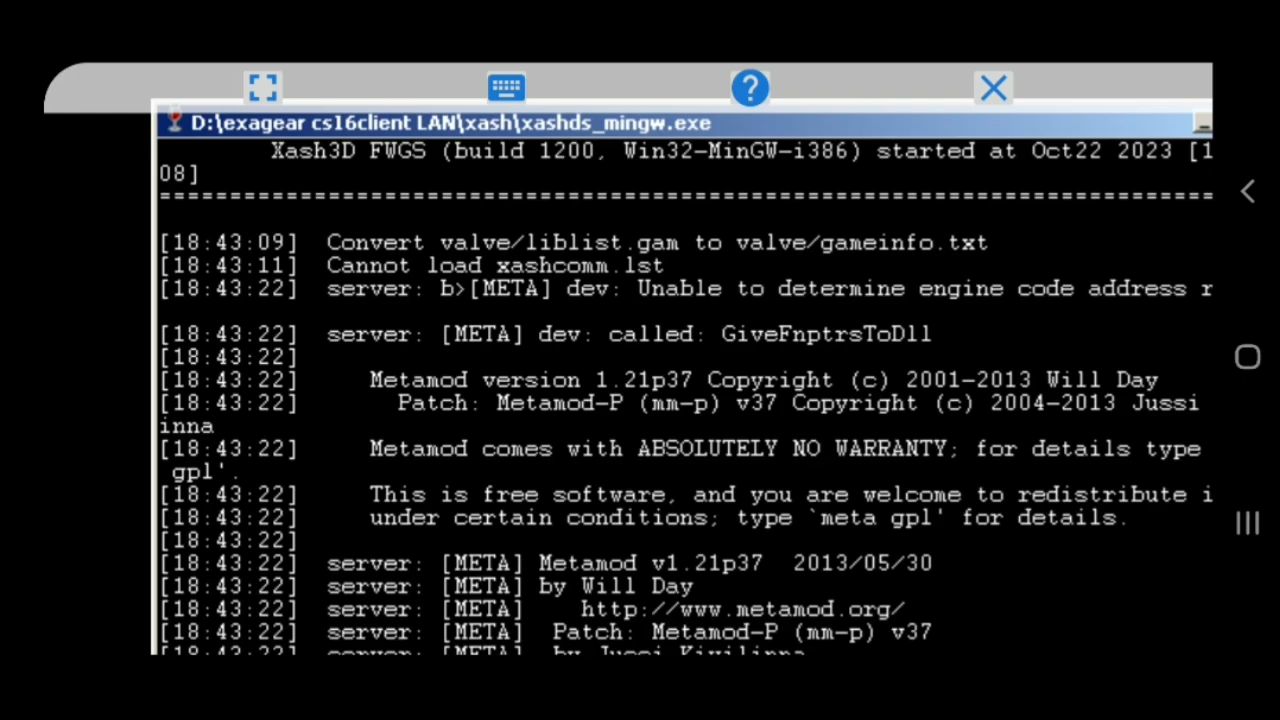 D:\exagear cs16client LAN\xash\xashds_mingw.exe
Xash3D FWGS (build 1200, Win32-MinGW-i386) started at Oct22 2023 [1
08]
===========================================================================
[18:43:09] Convert valve/liblist.gam to valve/gameinfo.txt
[18:43:11] Cannot load xashcomm.lst
[18:43:22] server: b>[META] dev: Unable to determine engine code address r
[18:43:22] server: [META] dev: called: GiveFnptrsToDll
[18:43:22]
[18:43:22] Metamod version 1.21p37 Copyright (c) 2001-2013 Will Day
[18:43:22] Patch: Metamod-P (mm-p) v37 Copyright (c) 2004-2013 Jussi
inna
[18:43:22] Metamod comes with ABSOLUTELY NO WARRANTY; for details type
gpl'.
[18:43:22] This is free software, and you are welcome to redistribute i
[18:43:22] under certain conditions; type `meta gpl' for details.
[18:43:22]
[18:43:22] server: [META] Metamod v1.21p37 2013/05/30
[18:43:22] server: [META] by Will Day
[18:43:22] server: [META] http://www.metamod.org/
[18:43:22] server: [META] Patch: Metamod-P (mm-p) v37
[18:43:22] server: [META] by Jussi Kivilinna